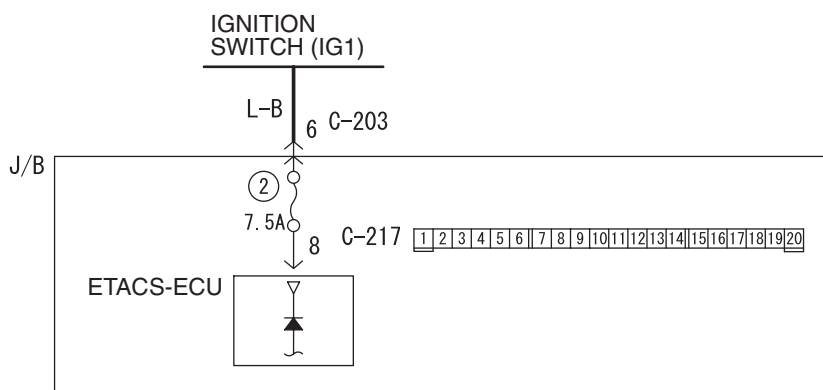 IGNITION
SWITCH (IG1)
L-B
6 C-203
J/B
2
7.5A
8
C-217
1 2 3 4 5 6 7 8 9 10 11 12 13 14 15 16 17 18 19 20
ETACS-ECU